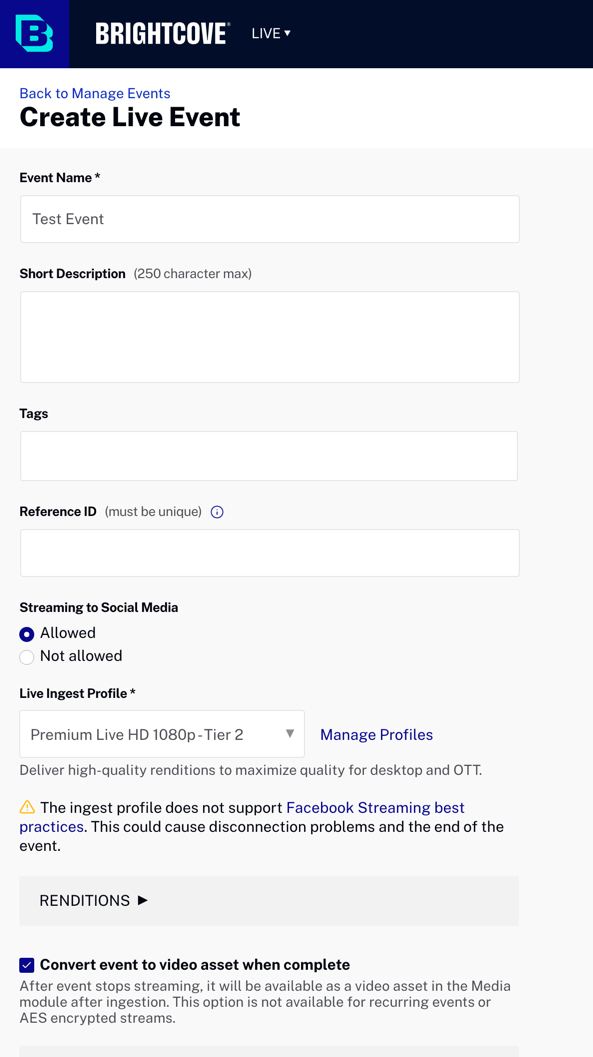 BRIGHTCOVE® LIVE ▾
Back to Manage Events
Create Live Event
Event Name *
Test Event
Short Description (250 character max)
Tags
Reference ID (must be unique)
Streaming to Social Media
Allowed
Not allowed
Live Ingest Profile *
Premium Live HD 1080p - Tier 2 ▼ Manage Profiles
Deliver high-quality renditions to maximize quality for desktop and OTT.
The ingest profile does not support Facebook Streaming best
practices. This could cause disconnection problems and the end of the
event.
RENDITIONS ►
Convert event to video asset when complete
After event stops streaming, it will be available as a video asset in the Media
module after ingestion. This option is not available for recurring events or
AES encrypted streams.